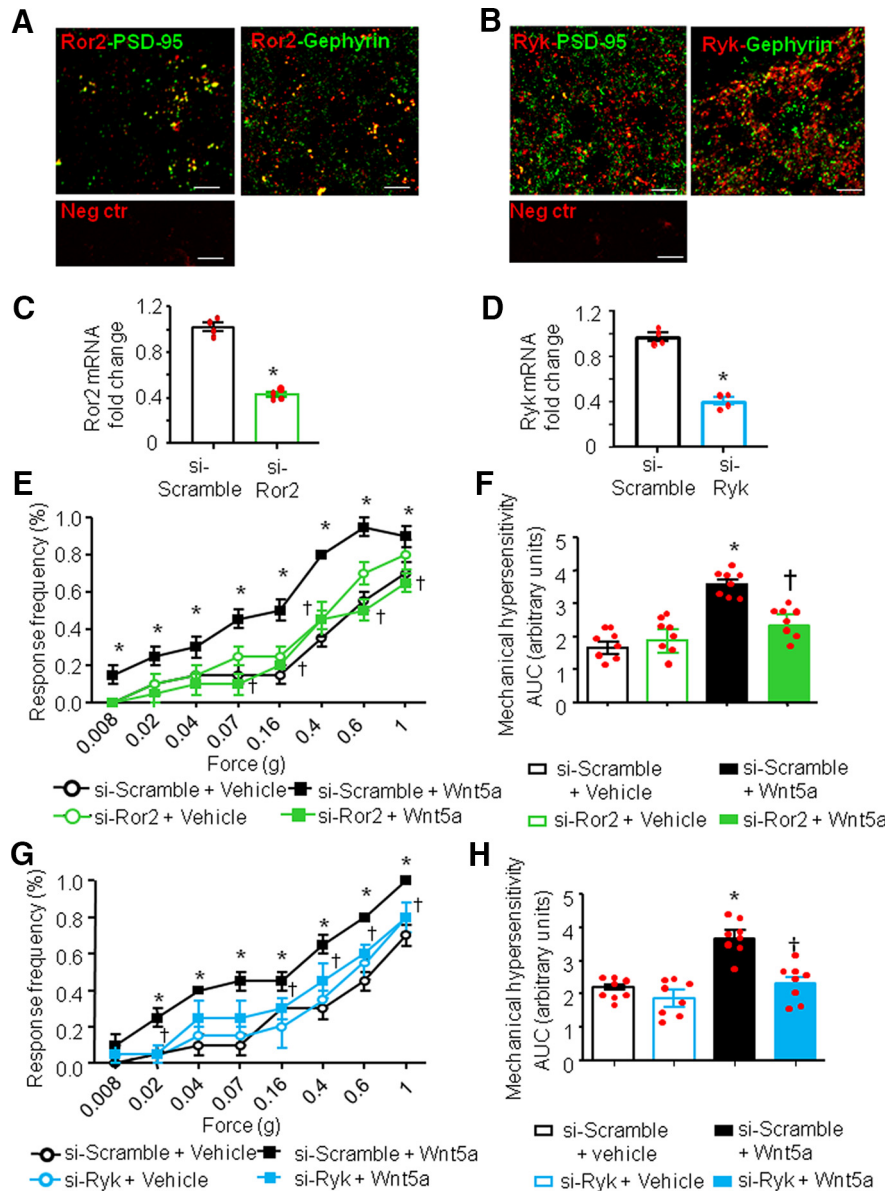 A
B
Ror2-PSD-95
Ror2-Gephyrin
Ryk-PSD-95
Ryk-Gephyrin
Neg ctr
Neg ctr
C
D
Ror2 mRNA
fold change
1.2
0.8
0.4
0
*
si-
Scramble
si-
Ror2
Ryk mRNA
fold change
1.2
0.8
0.4
0
*
si-
Scramble
si-
Ryk
E
F
Response frequency (%)
1.0
0.8
0.6
0.4
0.2
0.0
* * * * * * * *
† † † † †
0.008 0.02 0.04 0.07 0.16 0.4 0.6 1
Force (g)
si-Scramble + Vehicle
si-Scramble + Wnt5a
si-Ror2 + Vehicle
si-Ror2 + Wnt5a
Mechanical hypersensitivity
AUC (arbitrary units)
5
4
3
2
1
0
*
†
si-Scramble
+ Vehicle
si-Scramble
+ Wnt5a
si-Ror2 + Vehicle
si-Ror2 + Wnt5a
G
H
Response frequency (%)
1.0
0.8
0.6
0.4
0.2
0.0
* * * * * * *
† † † † †
0.008 0.02 0.04 0.07 0.16 0.4 0.6 1
Force (g)
si-Scramble + Vehicle
si-Scramble + Wnt5a
si-Ryk + Vehicle
si-Ryk + Wnt5a
Mechanical hypersensitivity
AUC (arbitrary units)
5
4
3
2
1
0
*
†
si-Scramble
+ vehicle
si-Scramble
+ Wnt5a
si-Ryk + Vehicle
si-Ryk + Wnt5a